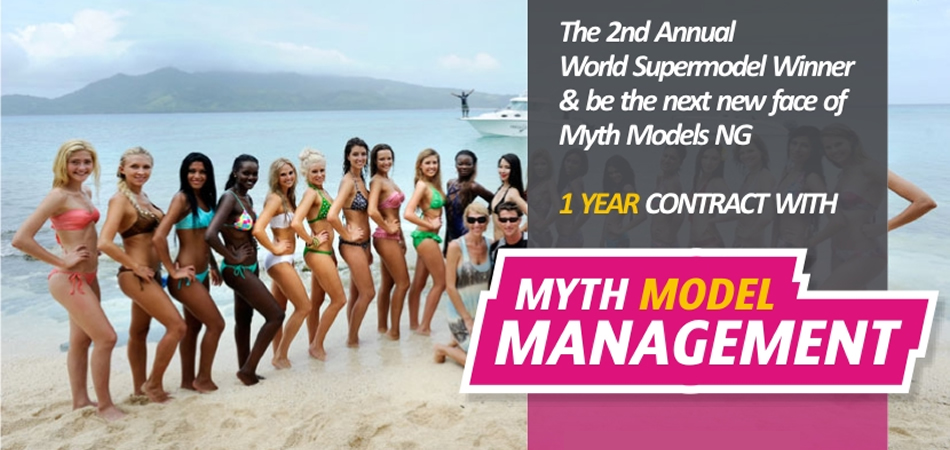 The 2nd Annual
World Supermodel Winner
& be the next new face of
Myth Models NG
1 YEAR CONTRACT WITH
MYTH MODEL
MANAGEMENT